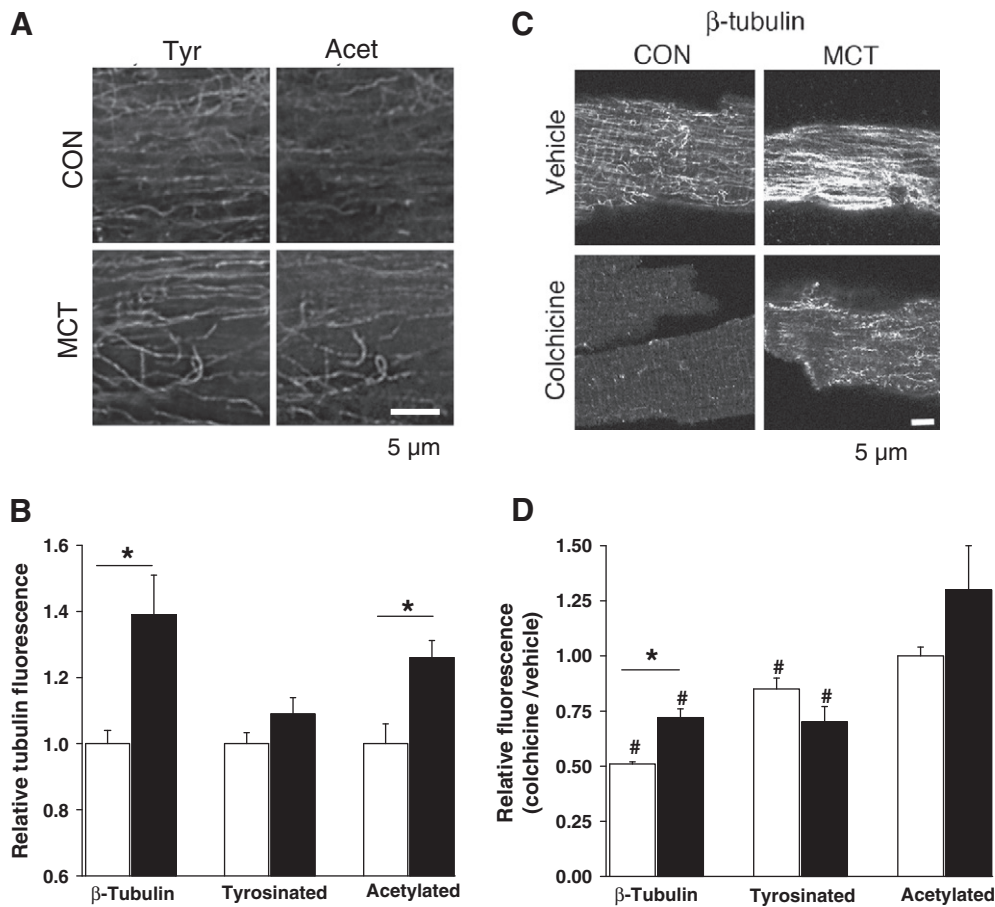 A
Tyr Acet
CON
MCT
5 µm
C
β-tubulin
CON MCT
Vehicle
Colchicine
5 µm
B
Relative tubulin fluorescence
1.6
1.4
1.2
1.0
0.8
0.6
*
*
β-Tubulin Tyrosinated Acetylated
D
Relative fluorescence
(colchicine /vehicle)
1.50
1.25
1.00
0.75
0.50
0.25
0.00
*
#
#
#
#
β-Tubulin Tyrosinated Acetylated